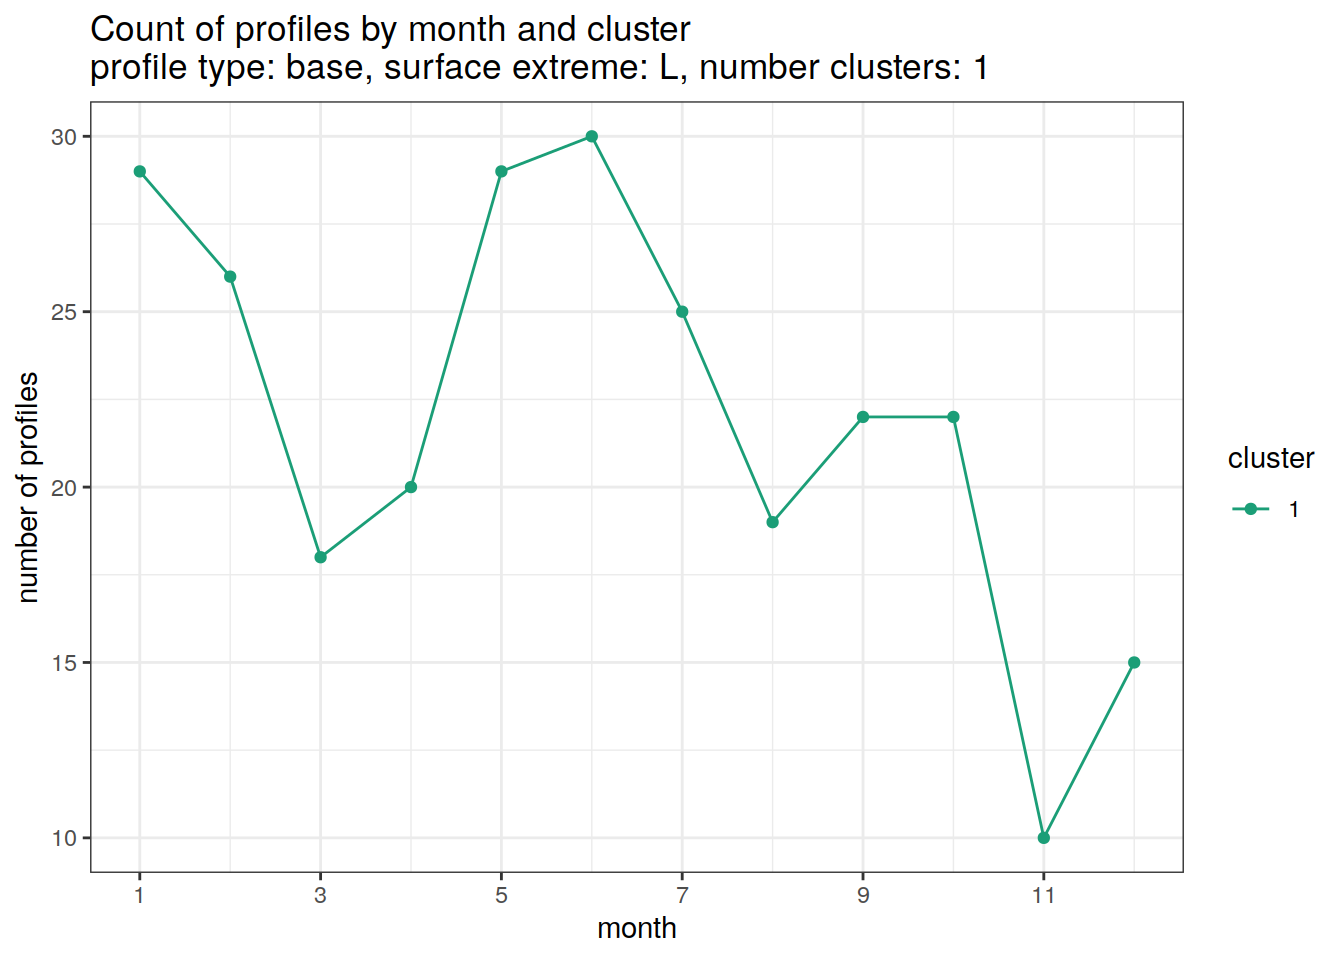 Count of profiles by month and cluster
profile type: base, surface extreme: L, number clusters: 1
30
25
20
15
10
number of profiles
1 3 5 7 9 11
month
cluster
1